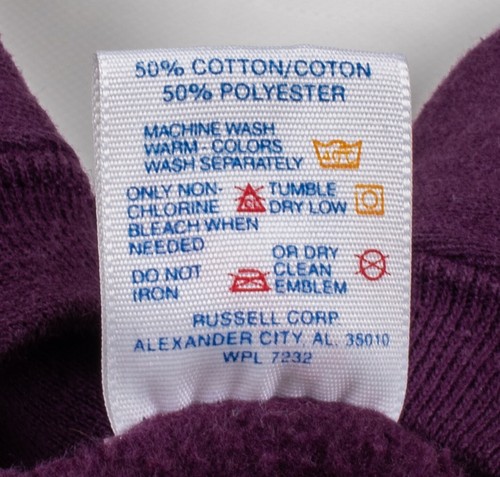 50% COTTON/COTON
50% POLYESTER
MACHINE WASH
WARM - COLORS
WASH SEPARATELY
ONLY NON-
CHLORINE
BLEACH WHEN
NEEDED
TUMBLE
DRY LOW
DO NOT
IRON
OR DRY
CLEAN
EMBLEM
RUSSELL CORP.
ALEXANDER CITY, AL. 35010
WPL 7232